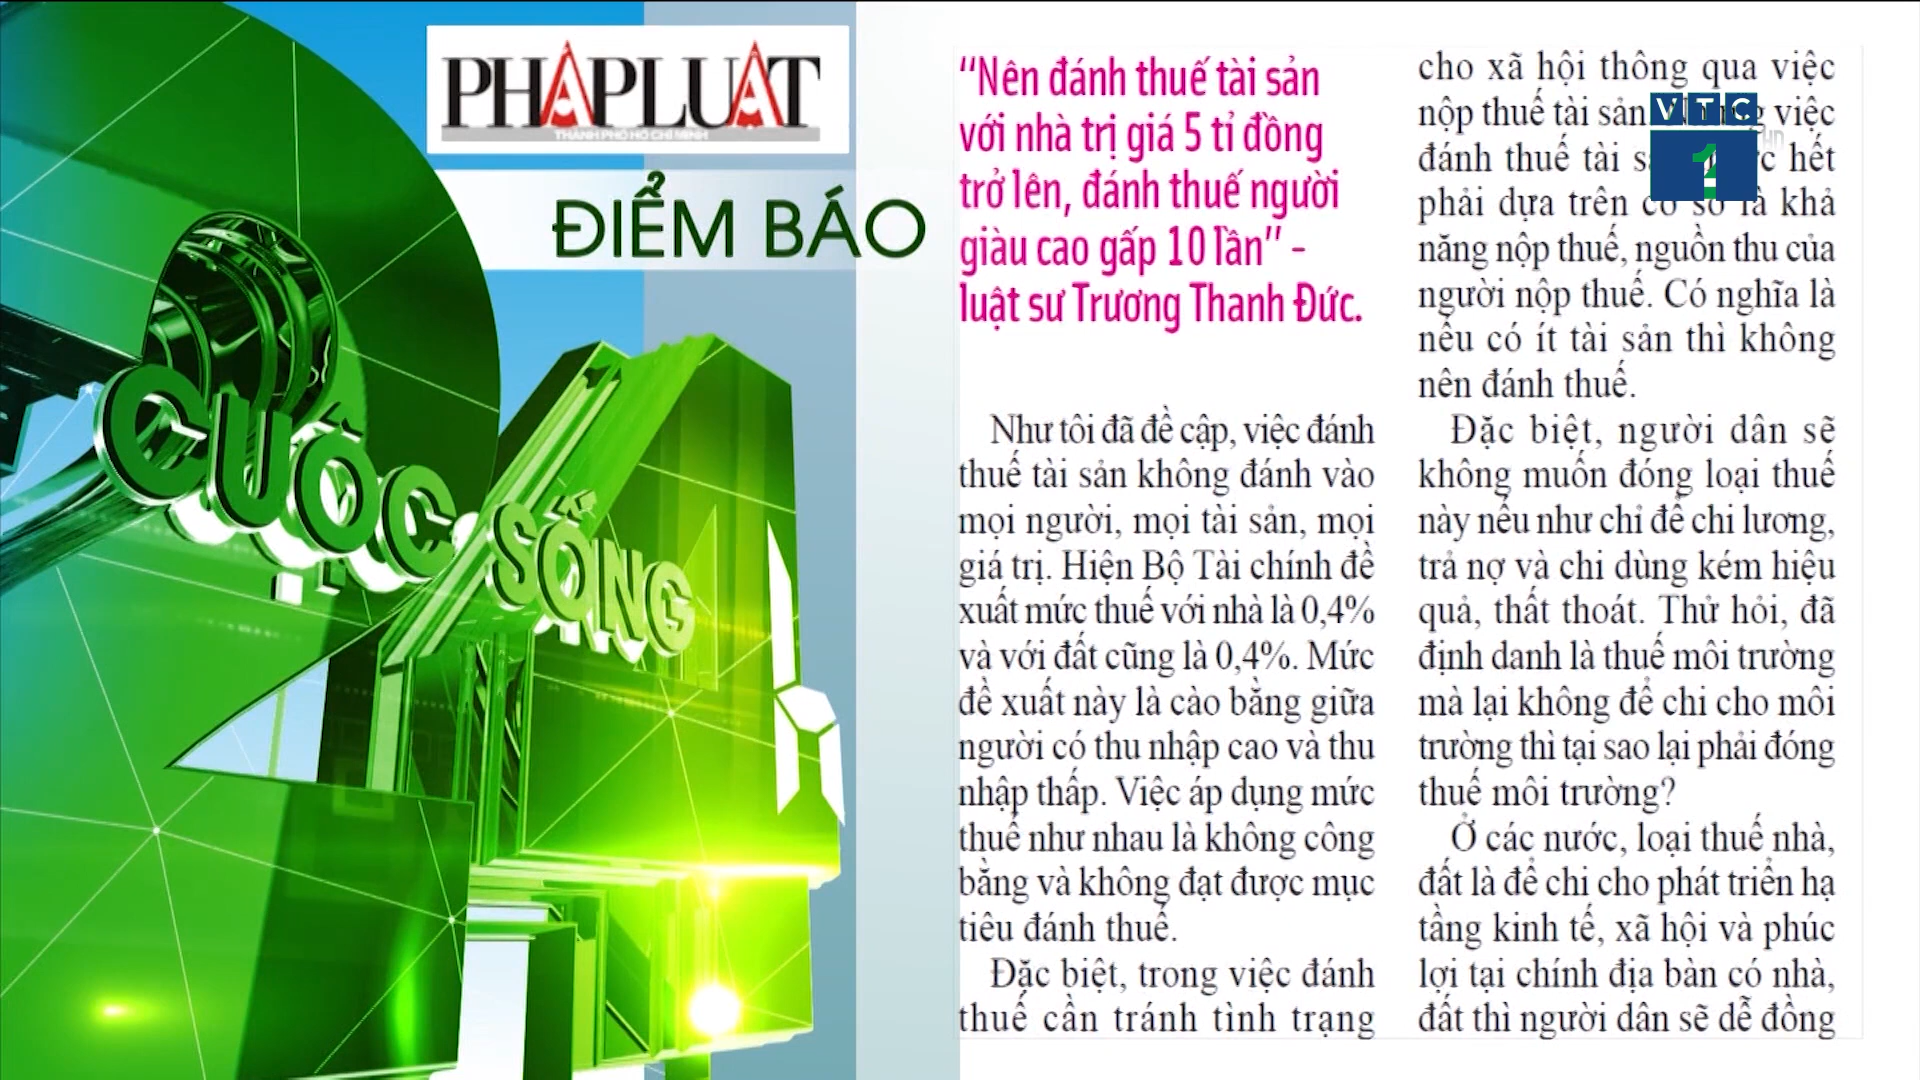 PHÁP LUẬT
THÀNH PHỐ HỒ CHÍ MINH
ĐIỂM BÁO
24h
CUỘC SỐNG
“Nên đánh thuế tài sản
với nhà trị giá 5 tỉ đồng
trở lên, đánh thuế người
giàu cao gấp 10 lần” -
luật sư Trương Thanh Đức.
Như tôi đã đề cập, việc đánh
thuế tài sản không đánh vào
mọi người, mọi tài sản, mọi
giá trị. Hiện Bộ Tài chính đề
xuất mức thuế với nhà là 0,4%
và với đất cũng là 0,4%. Mức
đề xuất này là cào bằng giữa
người có thu nhập cao và thu
nhập thấp. Việc áp dụng mức
thuế như nhau là không công
bằng và không đạt được mục
tiêu đánh thuế.
Đặc biệt, trong việc đánh
thuế cần tránh tình trạng
cho xã hội thông qua việc
nộp thuế tài sản. việc
đánh thuế tài hết
phải dựa trên cơ sở là khả
năng nộp thuế, nguồn thu của
người nộp thuế. Có nghĩa là
nếu có ít tài sản thì không
nên đánh thuế.
Đặc biệt, người dân sẽ
không muốn đóng loại thuế
này nếu như chỉ để chi lương,
trả nợ và chi dùng kém hiệu
quả, thất thoát. Thử hỏi, đã
định danh là thuế môi trường
mà lại không để chi cho môi
trường thì tại sao lại phải đóng
thuế môi trường?
Ở các nước, loại thuế nhà,
đất là để chi cho phát triển hạ
tầng kinh tế, xã hội và phúc
lợi tại chính địa bàn có nhà,
đất thì người dân sẽ dễ đồng
VTC
1
HD